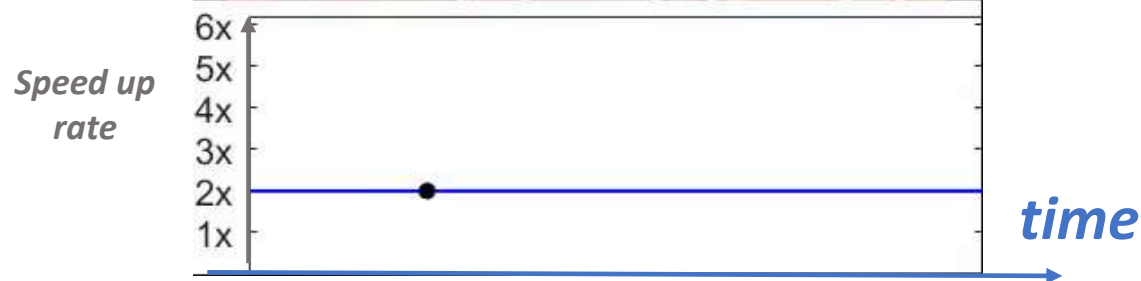 Speed up
rate
6x
5x
4x
3x
2x
1x
time